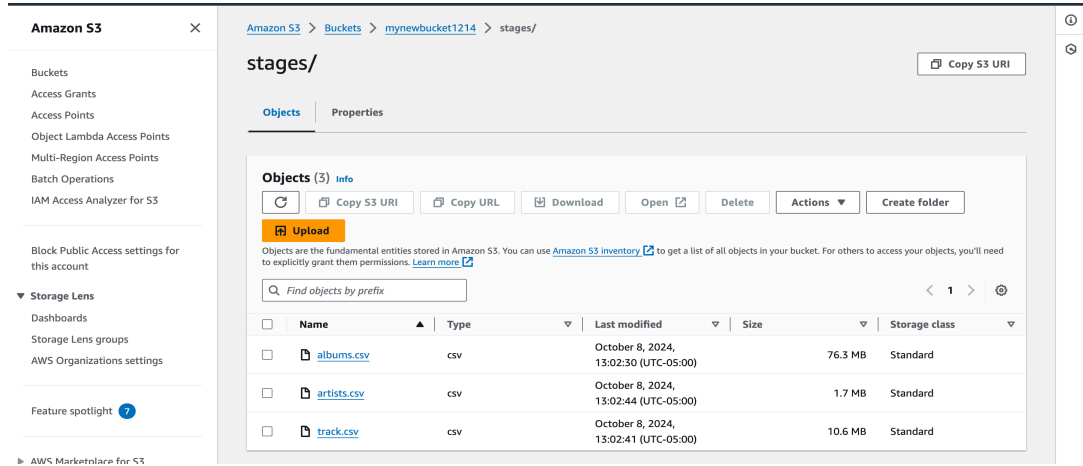 Amazon S3
Buckets
Access Grants
Access Points
Object Lambda Access Points
Multi-Region Access Points
Batch Operations
IAM Access Analyzer for S3
Block Public Access settings for
this account
Storage Lens
Dashboards
Storage Lens groups
AWS Organizations settings
Feature spotlight 7
AWS Marketplace for S3
Amazon S3 > Buckets > mynewbucket1214 > stages/
stages/
Copy S3 URI
Objects Properties
Objects (3) Info
Copy S3 URI Copy URL Download Open Delete Actions Create folder
Upload
Objects are the fundamental entities stored in Amazon S3. You can use Amazon S3 inventory to get a list of all objects in your bucket. For others to access your objects, you'll need
to explicitly grant them permissions. Learn more
Find objects by prefix
< 1 >
Name Type Last modified Size Storage class
albums.csv csv October 8, 2024, 13:02:30 (UTC-05:00) 76.3 MB Standard
artists.csv csv October 8, 2024, 13:02:44 (UTC-05:00) 1.7 MB Standard
track.csv csv October 8, 2024, 13:02:41 (UTC-05:00) 10.6 MB Standard